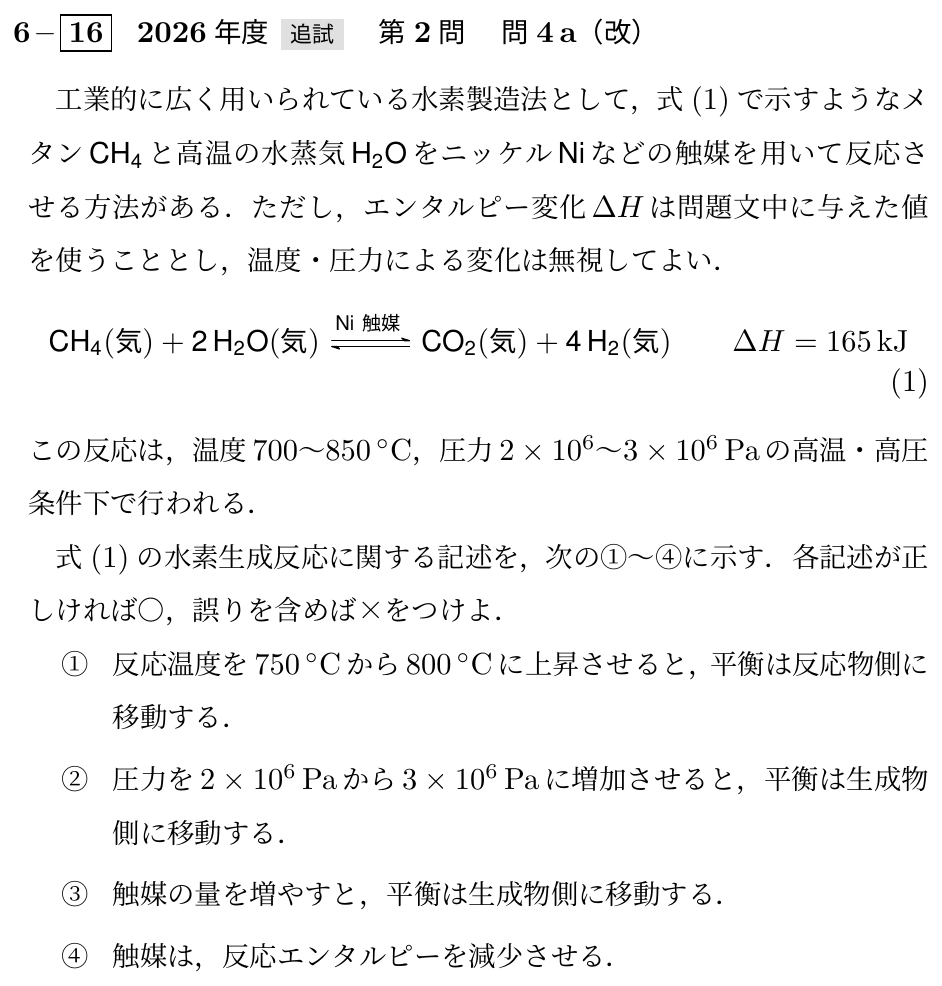 6-16 2026年度 追試 第2問 問4a（改）
工業的に広く用いられている水素製造法として，式(1)で示すようなメ
タンCH₄と高温の水蒸気H₂OをニッケルNiなどの触媒を用いて反応さ
せる方法がある．ただし，エンタルピー変化ΔHは問題文中に与えた値
を使うこととし，温度・圧力による変化は無視してよい．
Ni 触媒
CH₄(気) + 2H₂O(気) ⇌ CO₂(気) + 4H₂(気) ΔH = 165 kJ
(1)
この反応は，温度700〜850°C，圧力2×10⁶〜3×10⁶ Paの高温・高圧
条件下で行われる．
式(1)の水素生成反応に関する記述を，次の①〜④に示す．各記述が正
しければ○，誤りを含めば×をつけよ．
① 反応温度を750°Cから800°Cに上昇させると，平衡は反応物側に
移動する．
② 圧力を2×10⁶ Paから3×10⁶ Paに増加させると，平衡は生成物
側に移動する．
③ 触媒の量を増やすと，平衡は生成物側に移動する．
④ 触媒は，反応エンタルピーを減少させる．